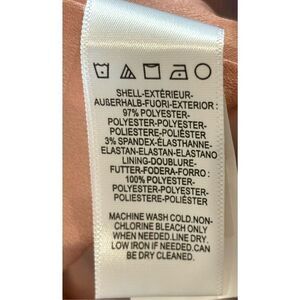 SHELL-EXTÉRIEUR-
AUßERHALB-FUORI-EXTERIOR :
97% POLYESTER-
POLYESTER-POLYESTER-
POLIESTERE-POLIÉSTER
3% SPANDEX-ÉLASTHANNE-
ELASTAN-ELASTAN-ELASTANO
LINING-DOUBLURE-
FUTTER-FODERA-FORRO :
100% POLYESTER-
POLYESTER-POLYESTER-
POLIESTERE-POLIÉSTER
MACHINE WASH COLD.NON-
CHLORINE BLEACH ONLY
WHEN NEEDED.LINE DRY.
LOW IRON IF NEEDED.CAN
BE DRY CLEANED.